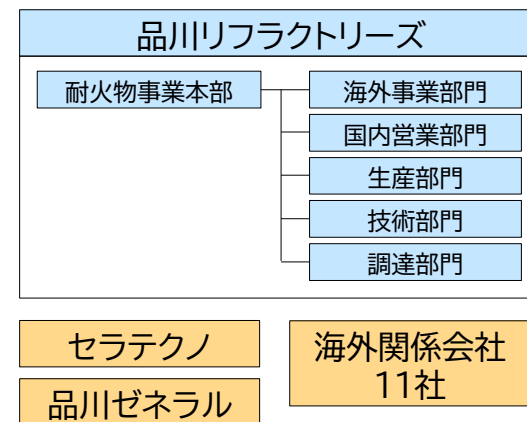 品川リフラクトリーズ
耐火物事業本部
海外事業部門
国内営業部門
生産部門
技術部門
調達部門
セラテクノ
品川ゼネラル
海外関係会社
11社